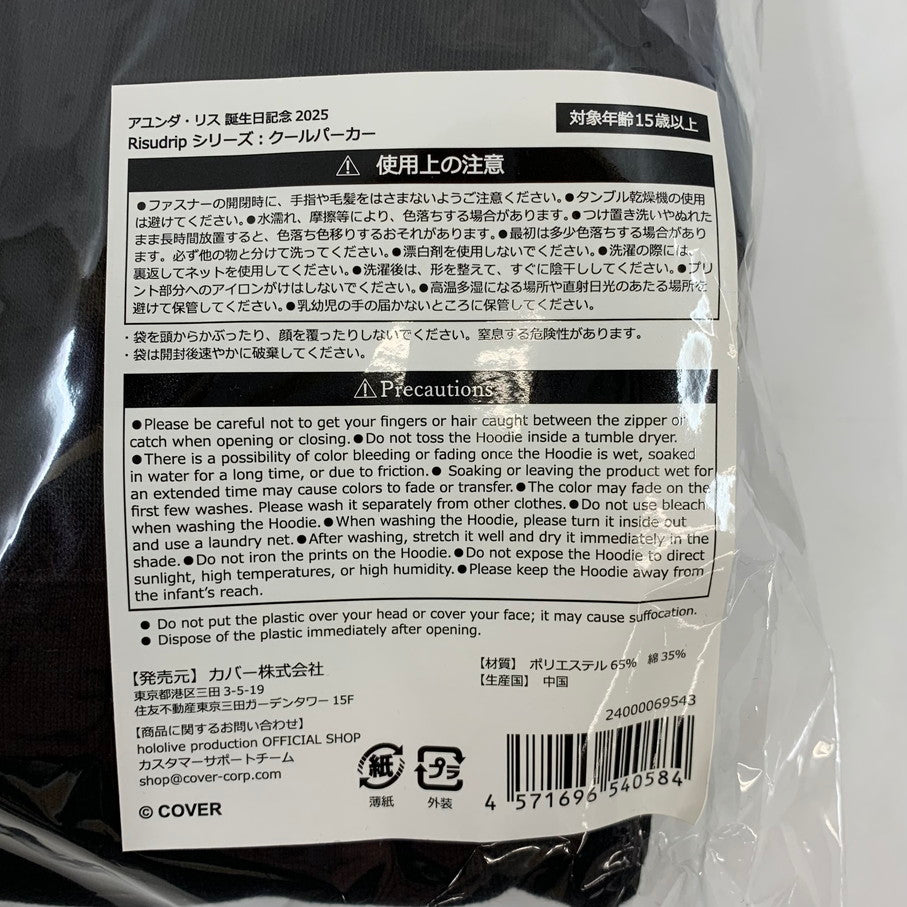 アユンダ・リス 誕生日記念 2025
Risudrip シリーズ：クールパーカー
対象年齢15歳以上
⚠ 使用上の注意
●ファスナーの開閉時に、手指や毛髪をはさまないようご注意ください。●タンブル乾燥機の使用
は避けてください。●水濡れ、摩擦等により、色落ちする場合があります。●つけ置き洗いやぬれた
まま長時間放置すると、色落ち色移りするおそれがあります。●最初は多少色落ちする場合があり
ます。必ず他の物と分けて洗ってください。●漂白剤を使用しないでください。●洗濯の際には、
裏返してネットを使用してください。●洗濯後は、形を整えて、すぐに陰干ししてください。●プリ
ント部分へのアイロンがけはしないでください。●高温多湿になる場所や直射日光のあたる場所を
避けて保管してください。●乳幼児の手の届かないところに保管してください。
・袋を頭からかぶったり、顔を覆ったりしないでください。窒息する危険性があります。
・袋は開封後速やかに破棄してください。
⚠ Precautions
●Please be careful not to get your fingers or hair caught between the zipper or
catch when opening or closing.●Do not toss the Hoodie inside a tumble dryer.
●There is a possibility of color bleeding or fading once the Hoodie is wet, soaked
in water for a long time, or due to friction.● Soaking or leaving the product wet for
an extended time may cause colors to fade or transfer.●The color may fade on the
first few washes. Please wash it separately from other clothes.●Do not use bleach
when washing the Hoodie.●When washing the Hoodie, please turn it inside out
and use a laundry net.●After washing, stretch it well and dry it immediately in the
shade.●Do not iron the prints on the Hoodie.●Do not expose the Hoodie to direct
sunlight, high temperatures, or high humidity.●Please keep the Hoodie away from
the infant's reach.
● Do not put the plastic over your head or cover your face; it may cause suffocation.
● Dispose of the plastic immediately after opening.
【発売元】カバー株式会社
東京都港区三田 3-5-19
住友不動産東京三田ガーデンタワー 15F
【商品に関するお問い合わせ】
hololive production OFFICIAL SHOP
カスタマーサポートチーム
shop@cover-corp.com
© COVER
【材質】 ポリエステル 65% 綿 35%
【生産国】 中国
24000069543
紙
薄紙
プラ
外装
4 571696 540584